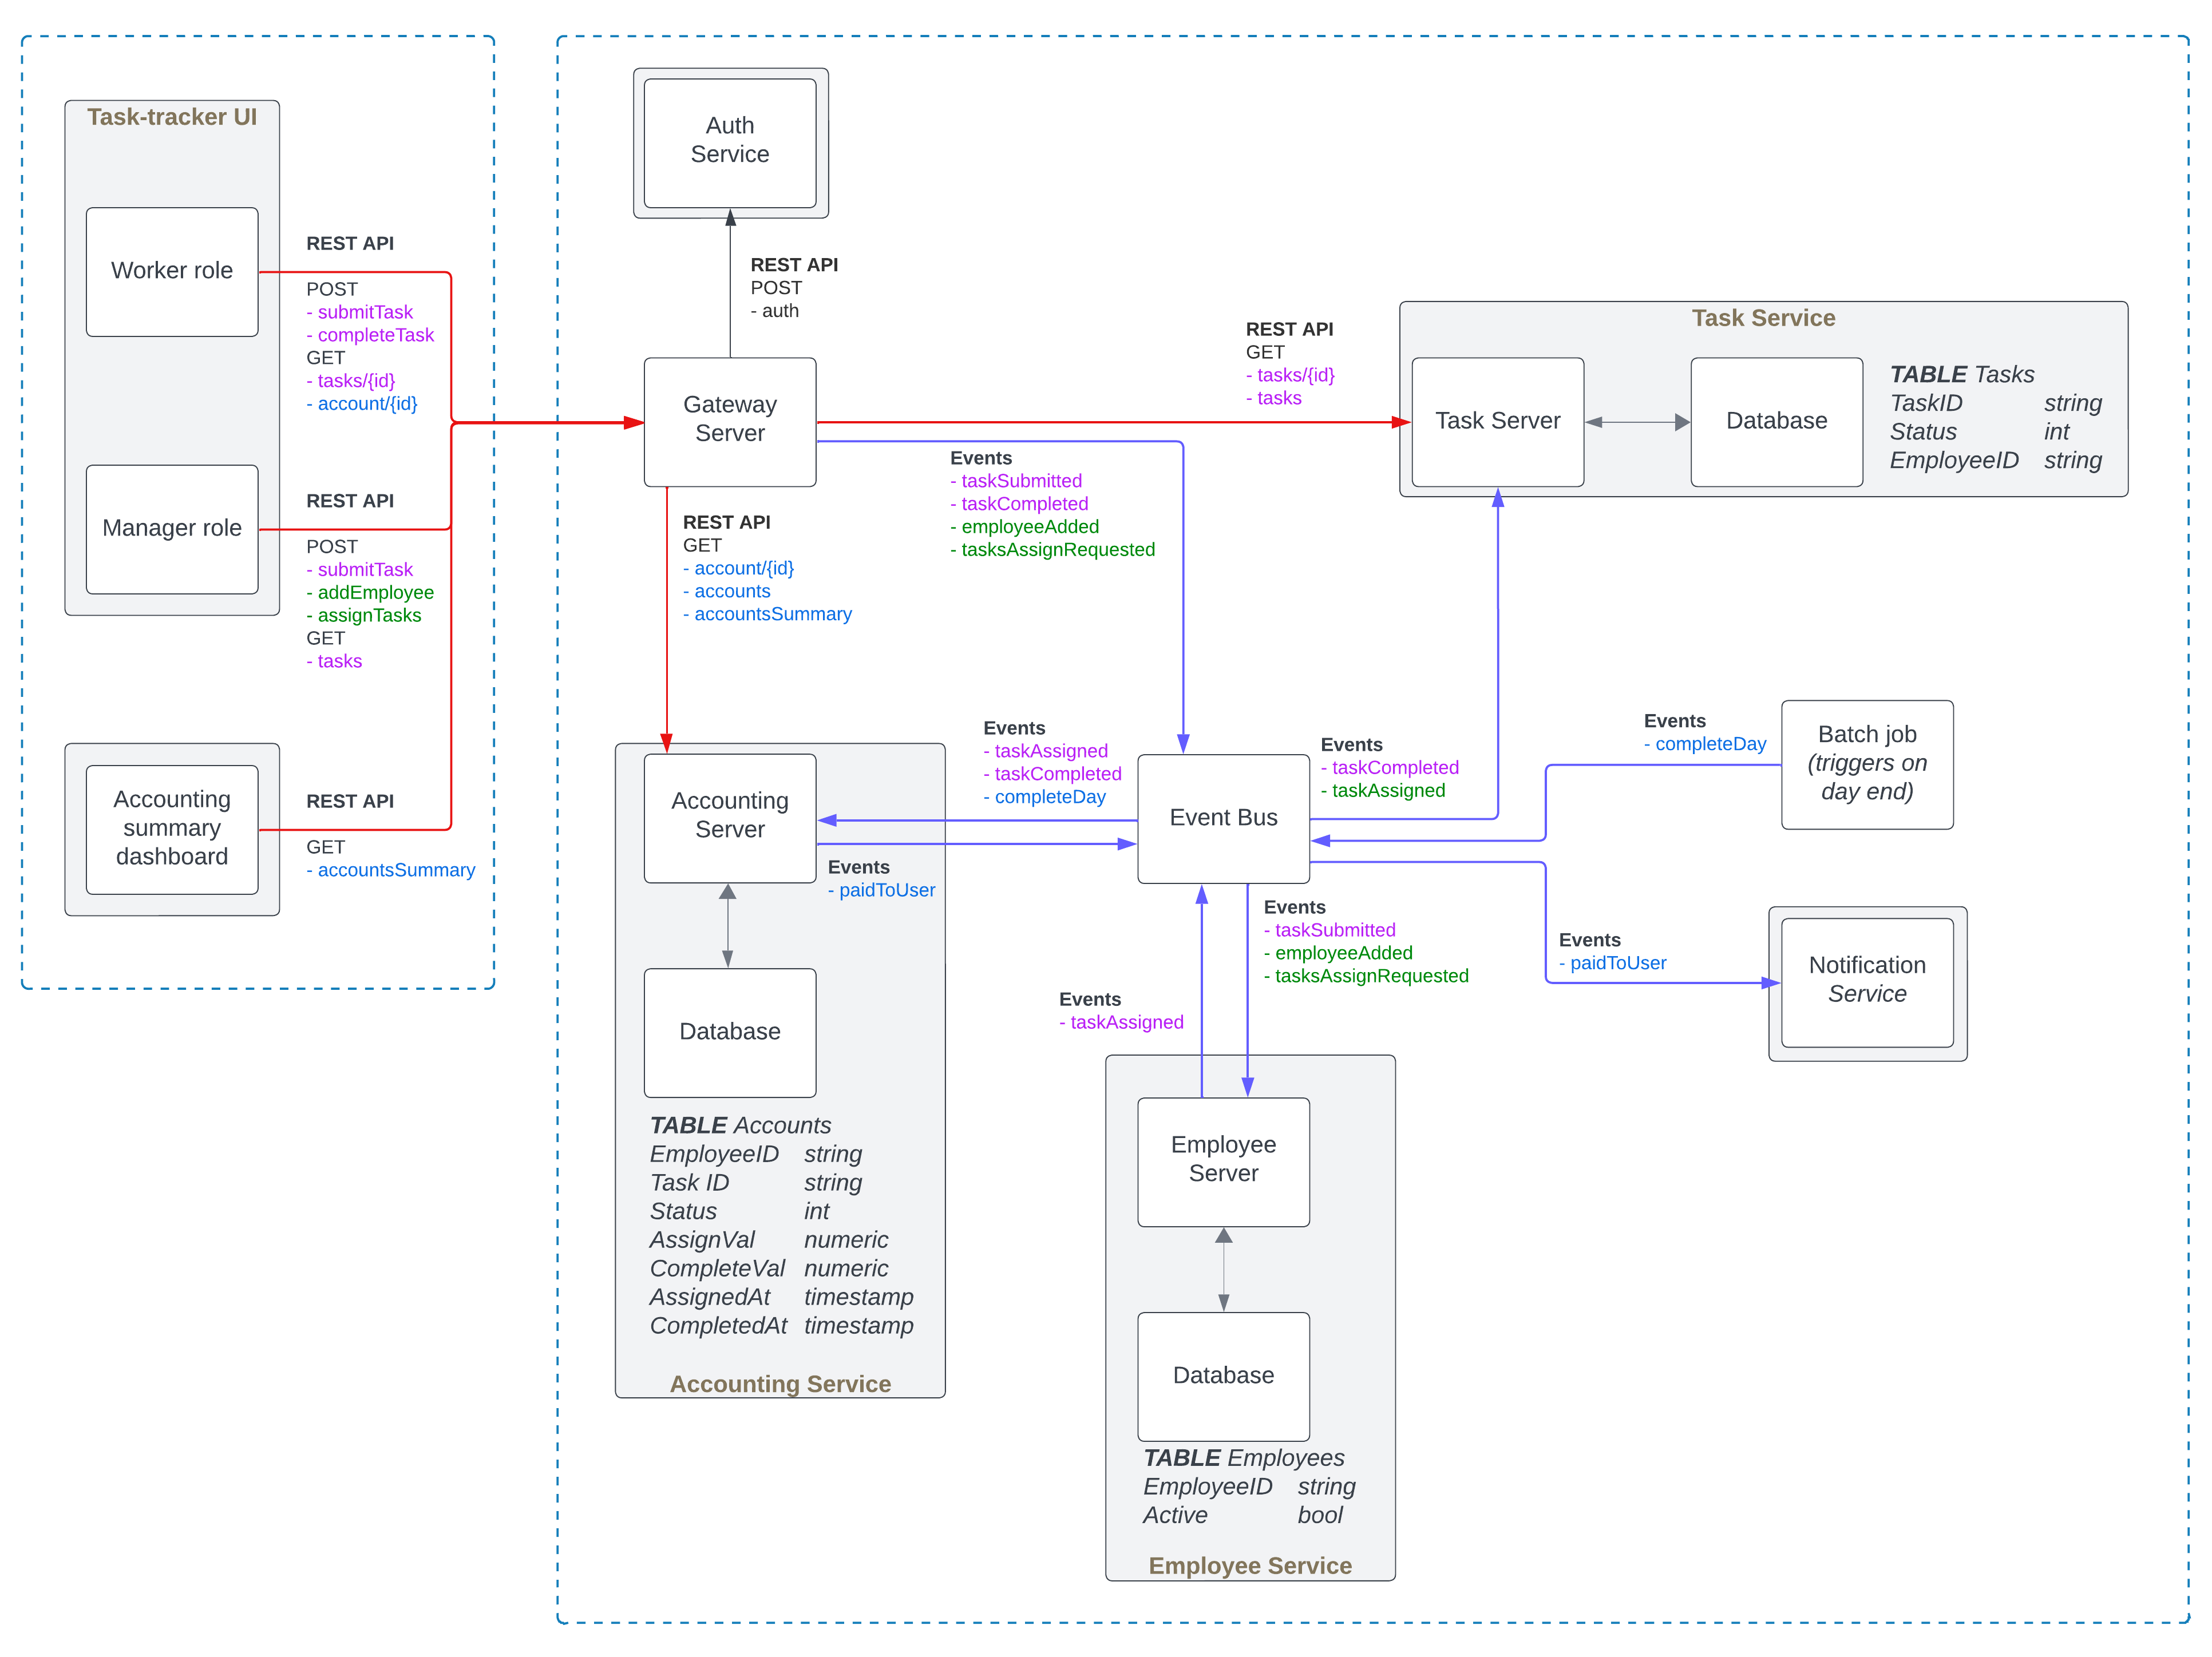 Task-tracker UI
Worker role
REST API
POST
- submitTask
- completeTask
GET
- tasks/{id}
- account/{id}
Manager role
REST API
POST
- submitTask
- addEmployee
- assignTasks
GET
- tasks
Accounting
summary
dashboard
REST API
GET
- accountsSummary
Auth
Service
REST API
POST
- auth
Gateway
Server
REST API
GET
- tasks/{id}
- tasks
Task Service
Task Server
Database
TABLE Tasks
TaskID string
Status int
EmployeeID string
Events
- taskSubmitted
- taskCompleted
- employeeAdded
- tasksAssignRequested
REST API
GET
- account/{id}
- accounts
- accountsSummary
Accounting
Server
Events
- taskAssigned
- taskCompleted
- completeDay
Events
- paidToUser
Event Bus
Events
- taskCompleted
- taskAssigned
Events
- completeDay
Batch job
(triggers on
day end)
Events
- taskSubmitted
- employeeAdded
- tasksAssignRequested
Events
- taskAssigned
Events
- paidToUser
Notification
Service
Database
TABLE Accounts
EmployeeID string
Task ID string
Status int
AssignVal numeric
CompleteVal numeric
AssignedAt timestamp
CompletedAt timestamp
Accounting Service
Employee
Server
Database
TABLE Employees
EmployeeID string
Active bool
Employee Service